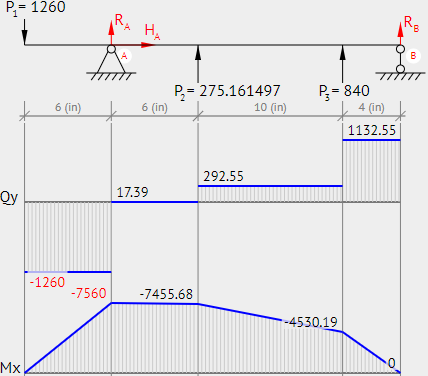 P1= 1260
RA
HA
RB
A
B
P2 = 275.161497
P3 = 840
6 (in)
6 (in)
10 (in)
4 (in)
1132.55
292.55
17.39
Qy
-1260
-7560
-7455.68
-4530.19
0
Mx